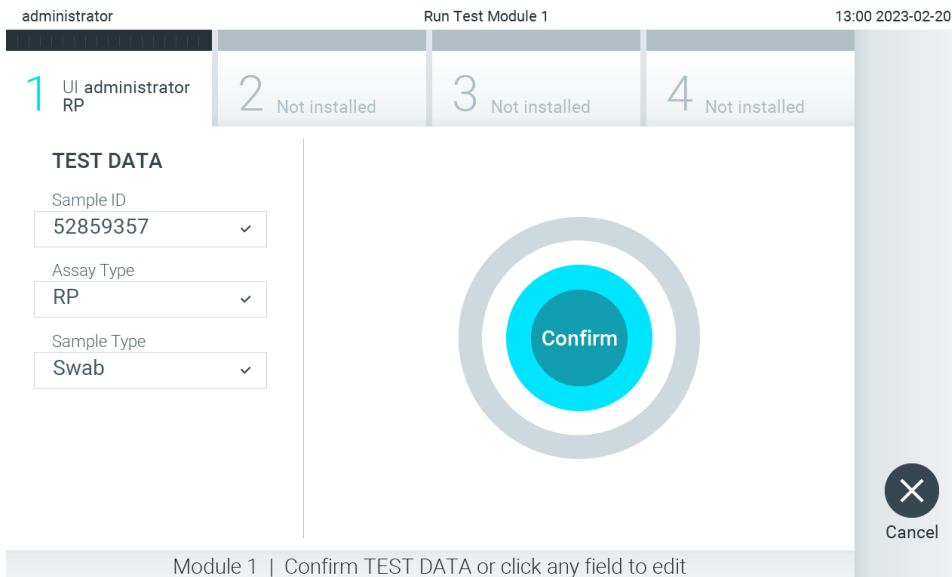 administrator
Run Test Module 1
13:00 2023-02-20
1 UI administrator
RP
2 Not installed
3 Not installed
4 Not installed
TEST DATA
Sample ID
52859357
Assay Type
RP
Sample Type
Swab
Confirm
Cancel
Module 1 | Confirm TEST DATA or click any field to edit